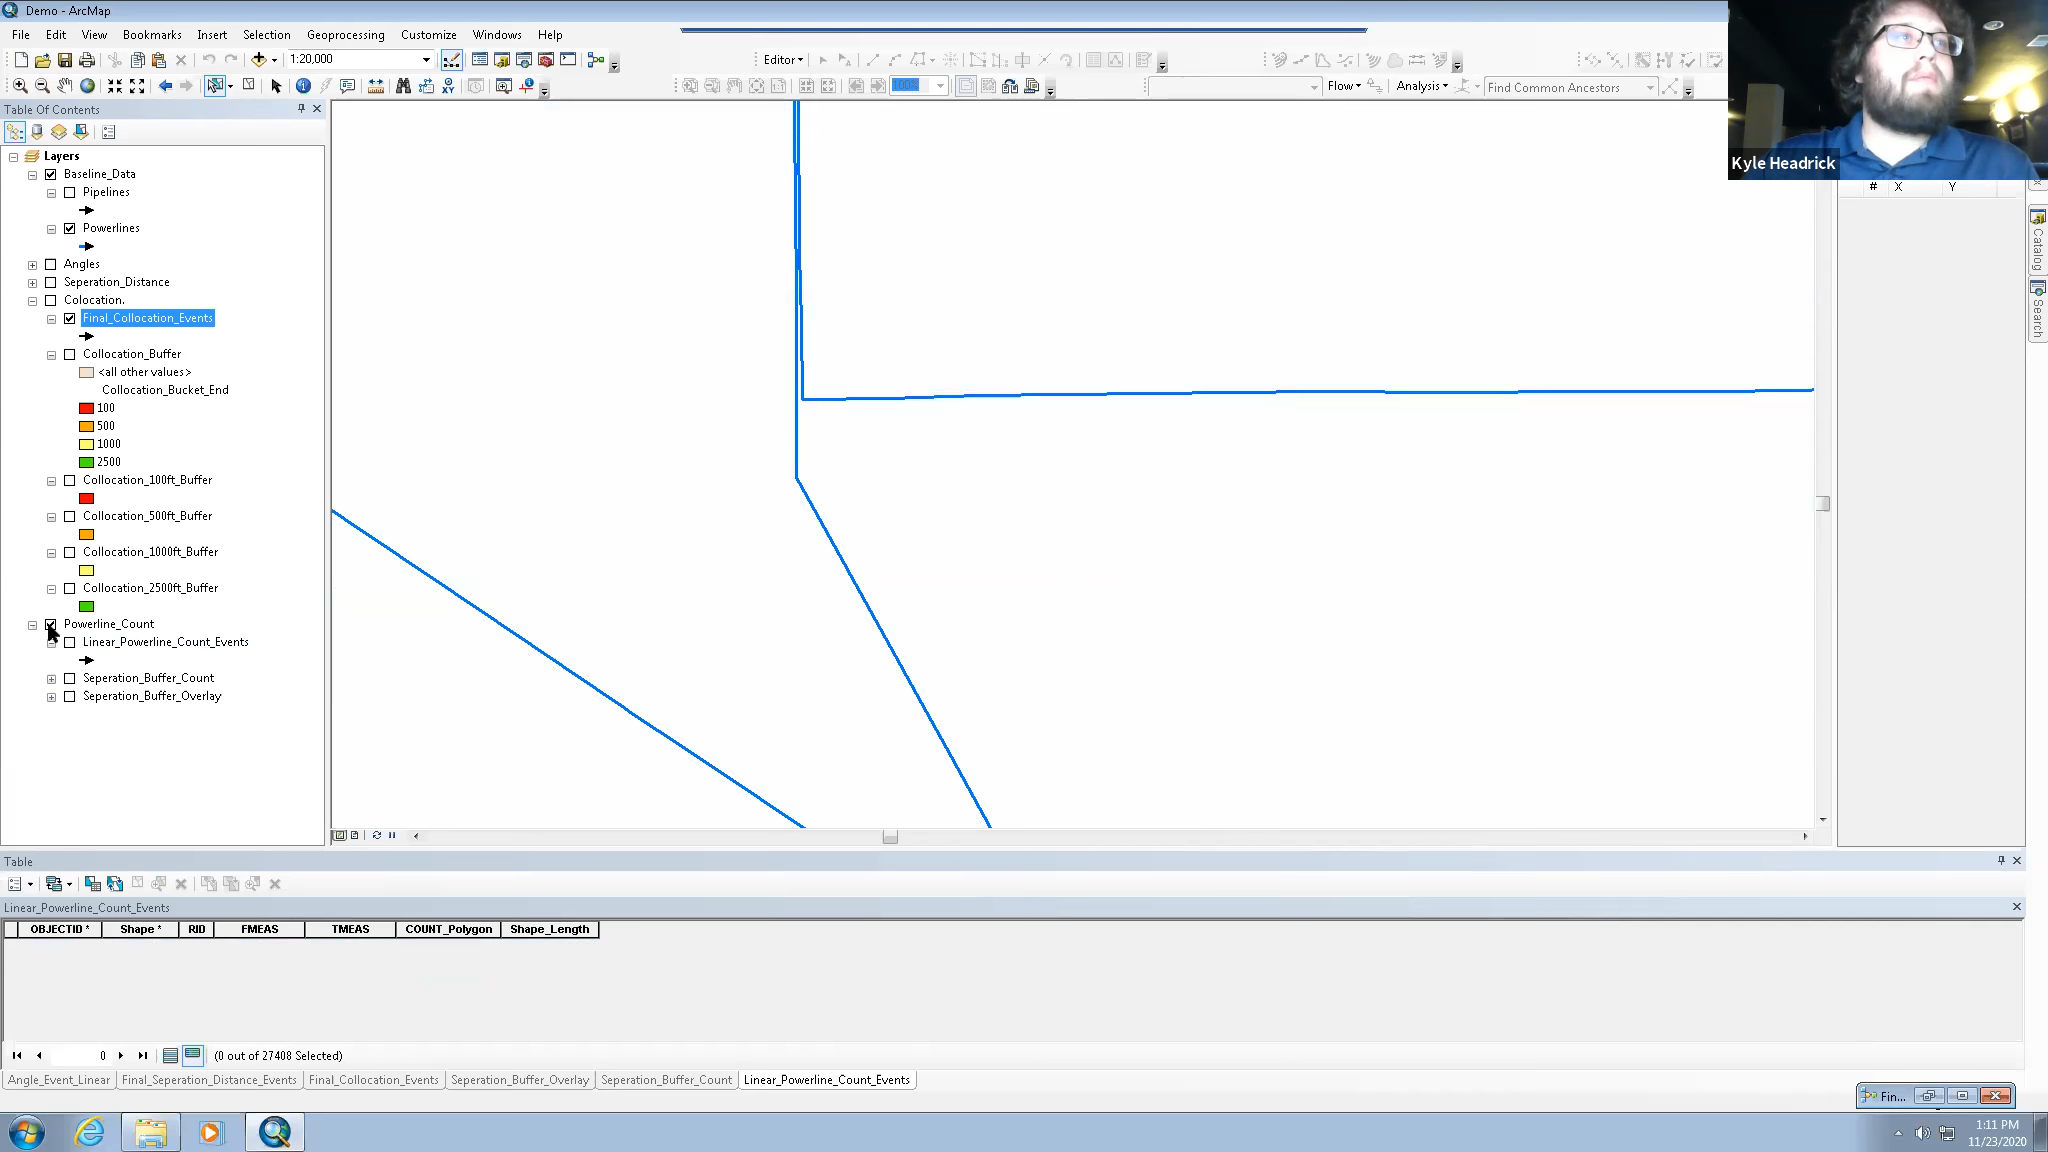 Demo - ArcMap
File Edit View Bookmarks Insert Selection Geoprocessing Customize Windows Help
1:20,000
Editor
100%
Flow Analysis Find Common Ancestors
Kyle Headrick
Table Of Contents
Layers
Baseline_Data
Pipelines
Powerlines
Angles
Seperation_Distance
Colocation.
Final_Collocation_Events
Collocation_Buffer
<all other values>
Collocation_Bucket_End
100
500
1000
2500
Collocation_100ft_Buffer
Collocation_500ft_Buffer
Collocation_1000ft_Buffer
Collocation_2500ft_Buffer
Powerline_Count
Linear_Powerline_Count_Events
Seperation_Buffer_Count
Seperation_Buffer_Overlay
# X Y
Catalog
Search
Table
Linear_Powerline_Count_Events
OBJECTID * Shape * RID FMEAS TMEAS COUNT_Polygon Shape_Length
0 (0 out of 27408 Selected)
Angle_Event_Linear Final_Seperation_Distance_Events Final_Collocation_Events Seperation_Buffer_Overlay Seperation_Buffer_Count Linear_Powerline_Count_Events
Fin...
1:11 PM
11/23/2020